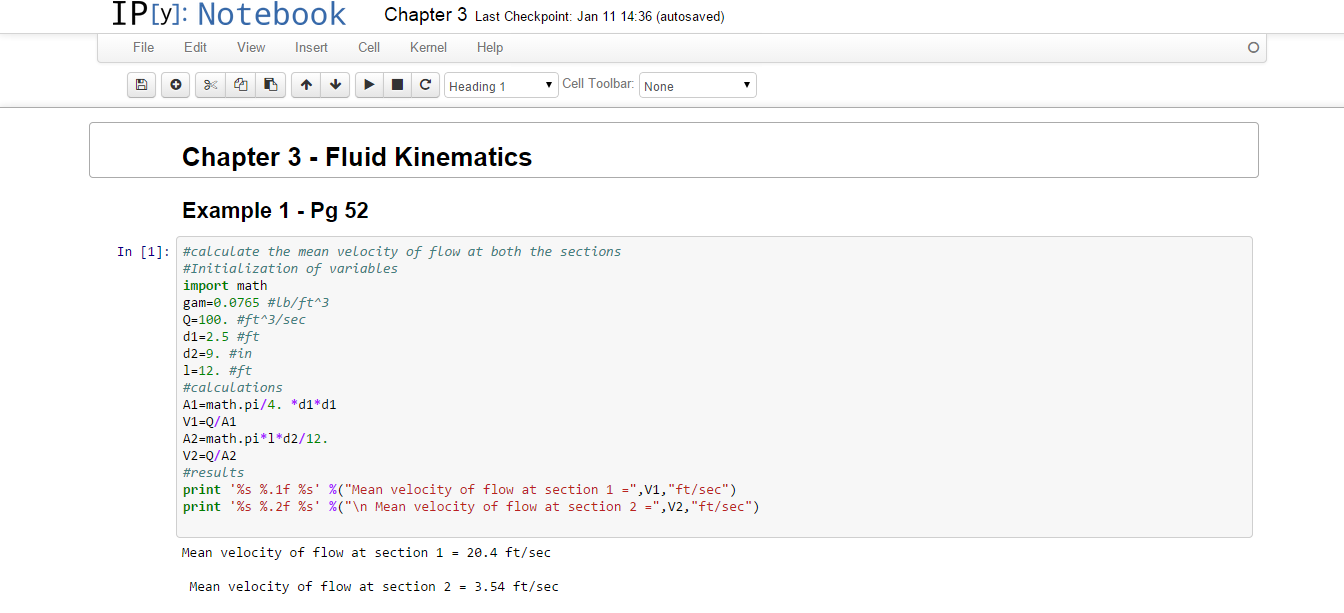 IP[y]: Notebook Chapter 3 Last Checkpoint: Jan 11 14:36 (autosaved)
File Edit View Insert Cell Kernel Help
Heading 1 Cell Toolbar: None
Chapter 3 - Fluid Kinematics
Example 1 - Pg 52
In [1]: #calculate the mean velocity of flow at both the sections
#Initialization of variables
import math
gam=0.0765 #lb/ft^3
Q=100. #ft^3/sec
d1=2.5 #ft
d2=9. #in
l=12. #ft
#calculations
A1=math.pi/4. *d1*d1
V1=Q/A1
A2=math.pi*l*d2/12.
V2=Q/A2
#results
print '%s %.1f %s' %("Mean velocity of flow at section 1 =",V1,"ft/sec")
print '%s %.2f %s' %("\n Mean velocity of flow at section 2 =",V2,"ft/sec")
Mean velocity of flow at section 1 = 20.4 ft/sec
Mean velocity of flow at section 2 = 3.54 ft/sec